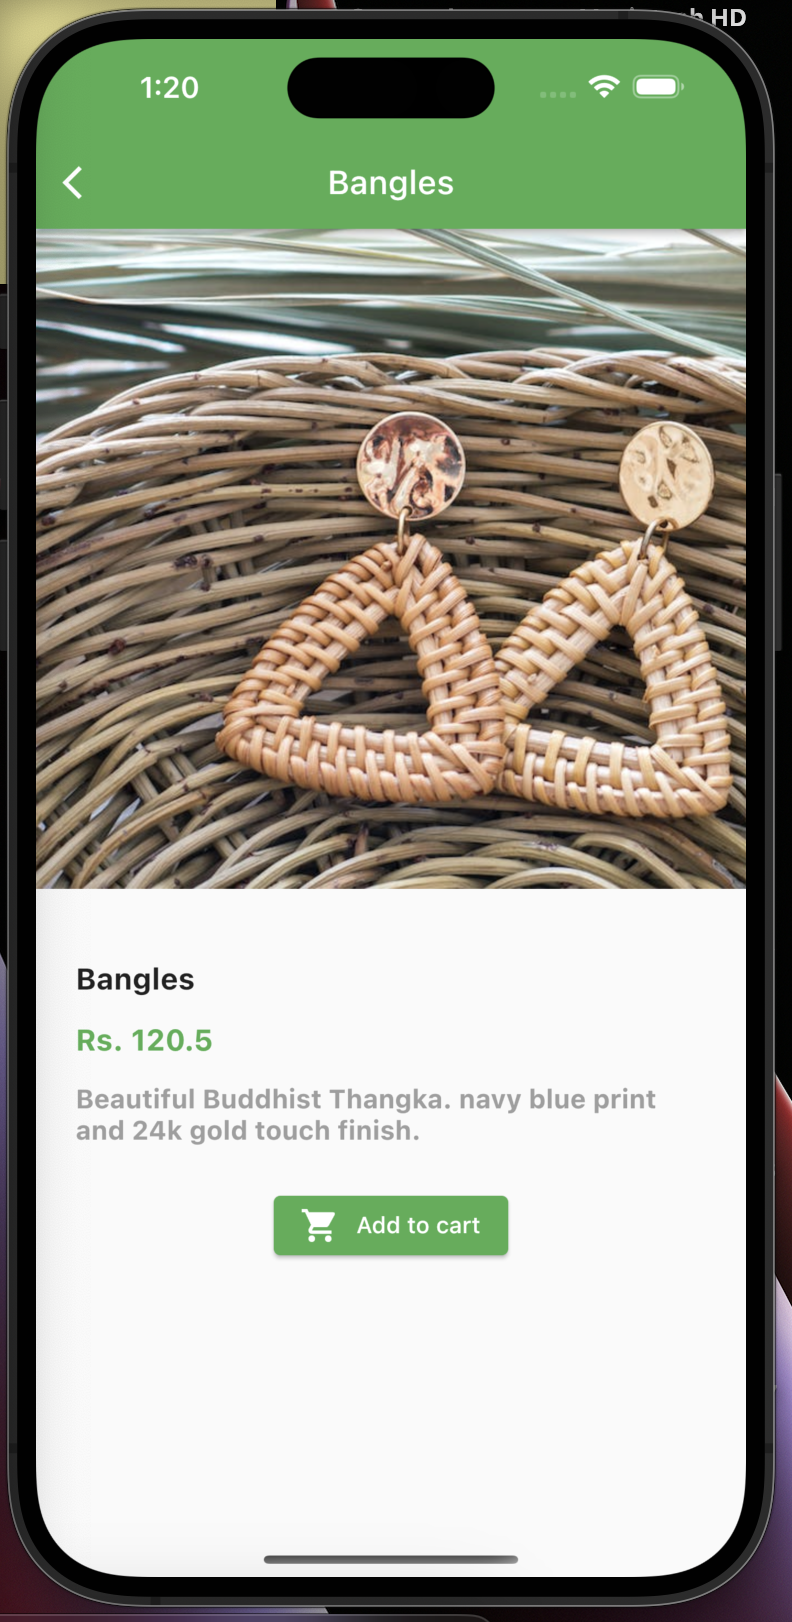 HD
1:20
Bangles
Bangles
Rs. 120.5
Beautiful Buddhist Thangka. navy blue print
and 24k gold touch finish.
Add to cart